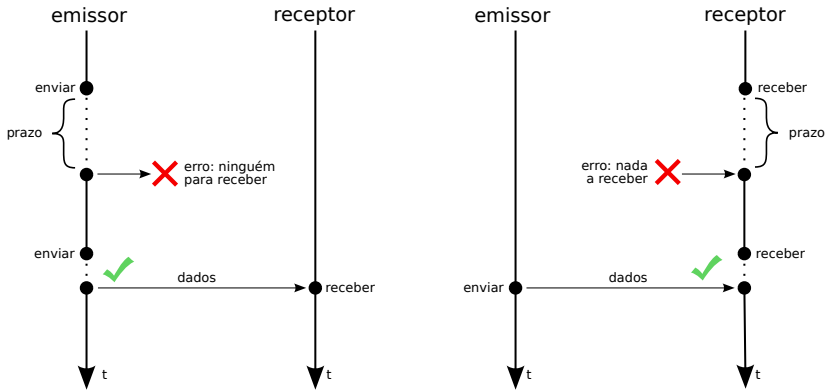 emissor
receptor
enviar
prazo
erro: ninguém
para receber
enviar
dados
receber
t
t
emissor
receptor
receber
prazo
erro: nada
a receber
receber
dados
enviar
t
t